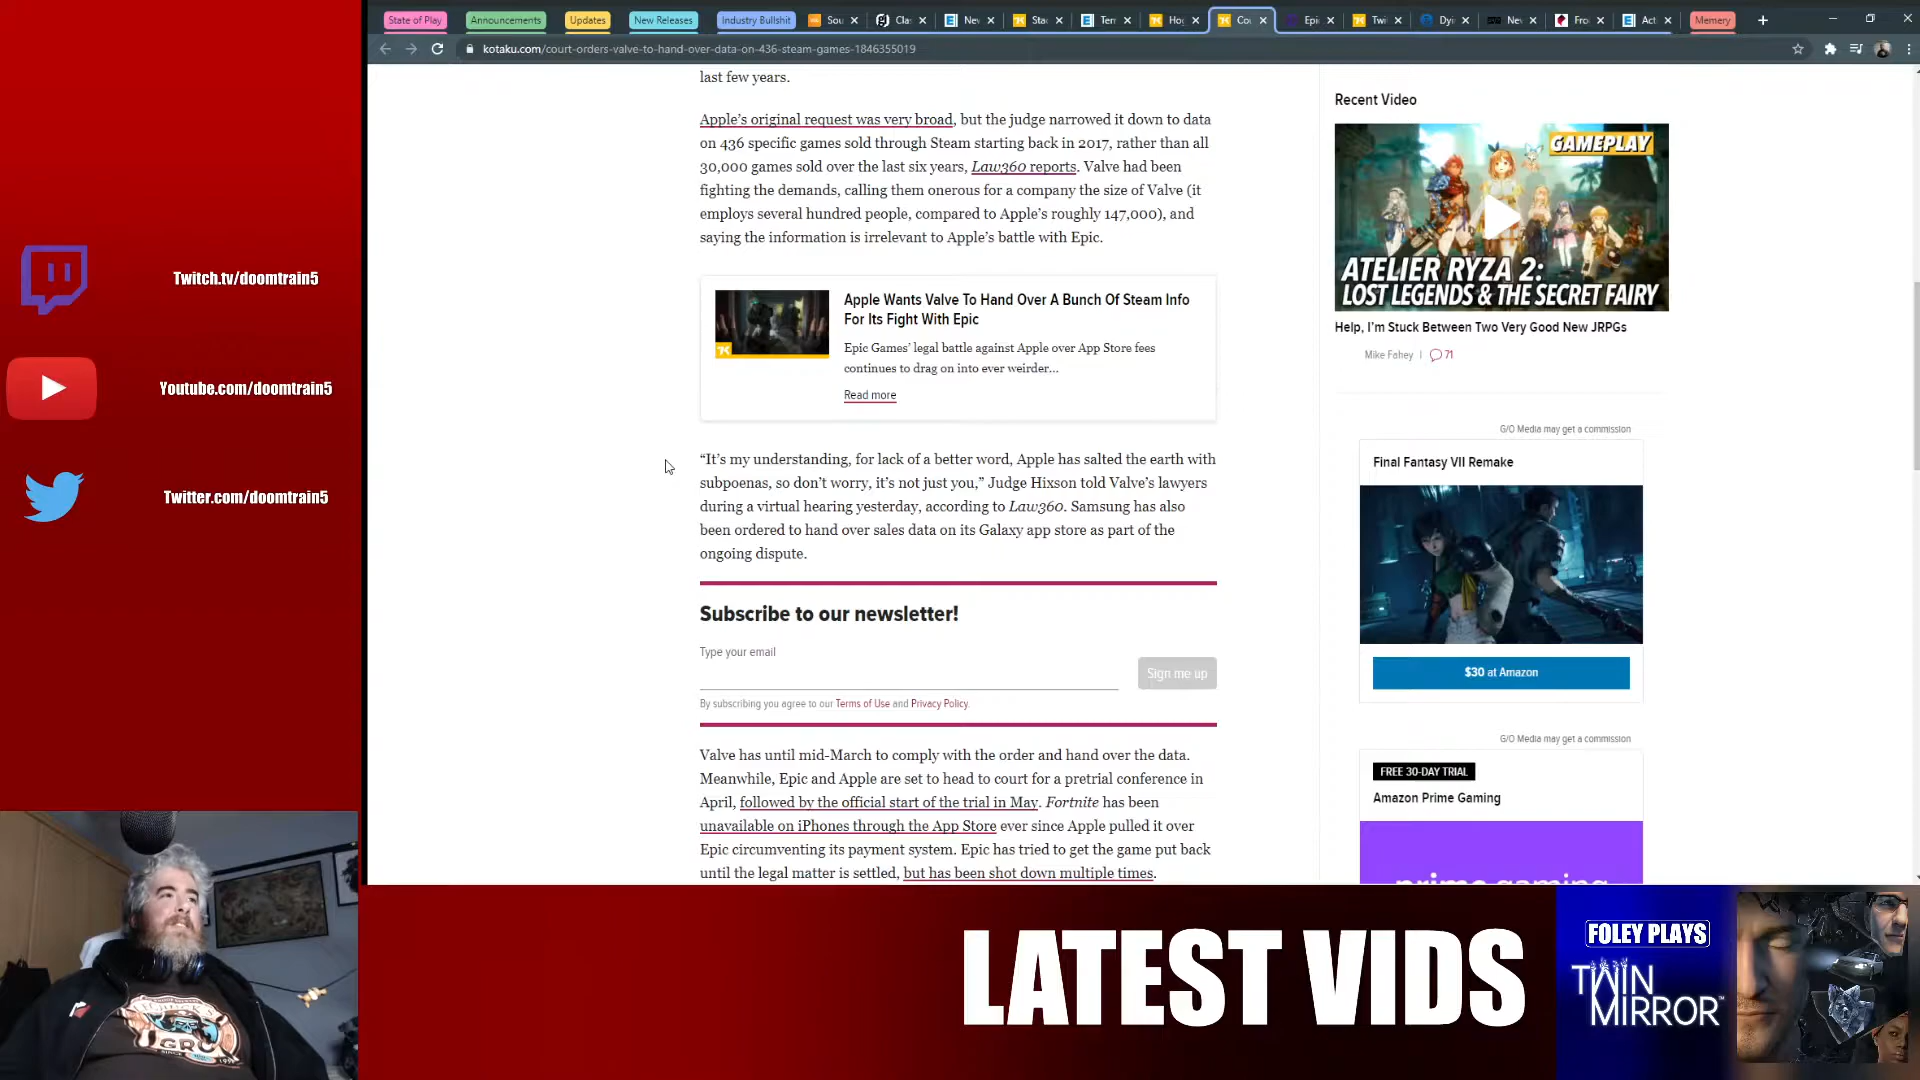 State of Play
Announcements
Updates
New Releases
Industry Bullshit
Sou
Cla
Nev
Stac
Terr
Ho
Co
Epi
Twi
Dyi
Nev
Fro
Act
Memery
kotaku.com/court-orders-valve-to-hand-over-data-on-436-steam-games-1846355019
last few years.
Apple's original request was very broad, but the judge narrowed it down to data
on 436 specific games sold through Steam starting back in 2017, rather than all
30,000 games sold over the last six years, Law360 reports. Valve had been
fighting the demands, calling them onerous for a company the size of Valve (it
employs several hundred people, compared to Apple's roughly 147,000), and
saying the information is irrelevant to Apple's battle with Epic.
Apple Wants Valve To Hand Over A Bunch Of Steam Info
For Its Fight With Epic
Epic Games' legal battle against Apple over App Store fees
continues to drag on into ever weirder...
Read more
"It's my understanding, for lack of a better word, Apple has salted the earth with
subpoenas, so don't worry, it's not just you," Judge Hixson told Valve's lawyers
during a virtual hearing yesterday, according to Law360. Samsung has also
been ordered to hand over sales data on its Galaxy app store as part of the
ongoing dispute.
Subscribe to our newsletter!
Type your email
Sign me up
By subscribing you agree to our Terms of Use and Privacy Policy.
Valve has until mid-March to comply with the order and hand over the data.
Meanwhile, Epic and Apple are set to head to court for a pretrial conference in
April, followed by the official start of the trial in May. Fortnite has been
unavailable on iPhones through the App Store ever since Apple pulled it over
Epic circumventing its payment system. Epic has tried to get the game put back
until the legal matter is settled, but has been shot down multiple times.
Recent Video
GAMEPLAY
ATELIER RYZA 2:
LOST LEGENDS & THE SECRET FAIRY
Help, I'm Stuck Between Two Very Good New JRPGs
Mike Fahey | 71
G/O Media may get a commission
Final Fantasy VII Remake
$30 at Amazon
G/O Media may get a commission
FREE 30-DAY TRIAL
Amazon Prime Gaming
prime gaming
Twitch.tv/doomtrain5
Youtube.com/doomtrain5
Twitter.com/doomtrain5
LATEST VIDS
FOLEY PLAYS
TWIN
MIRROR™